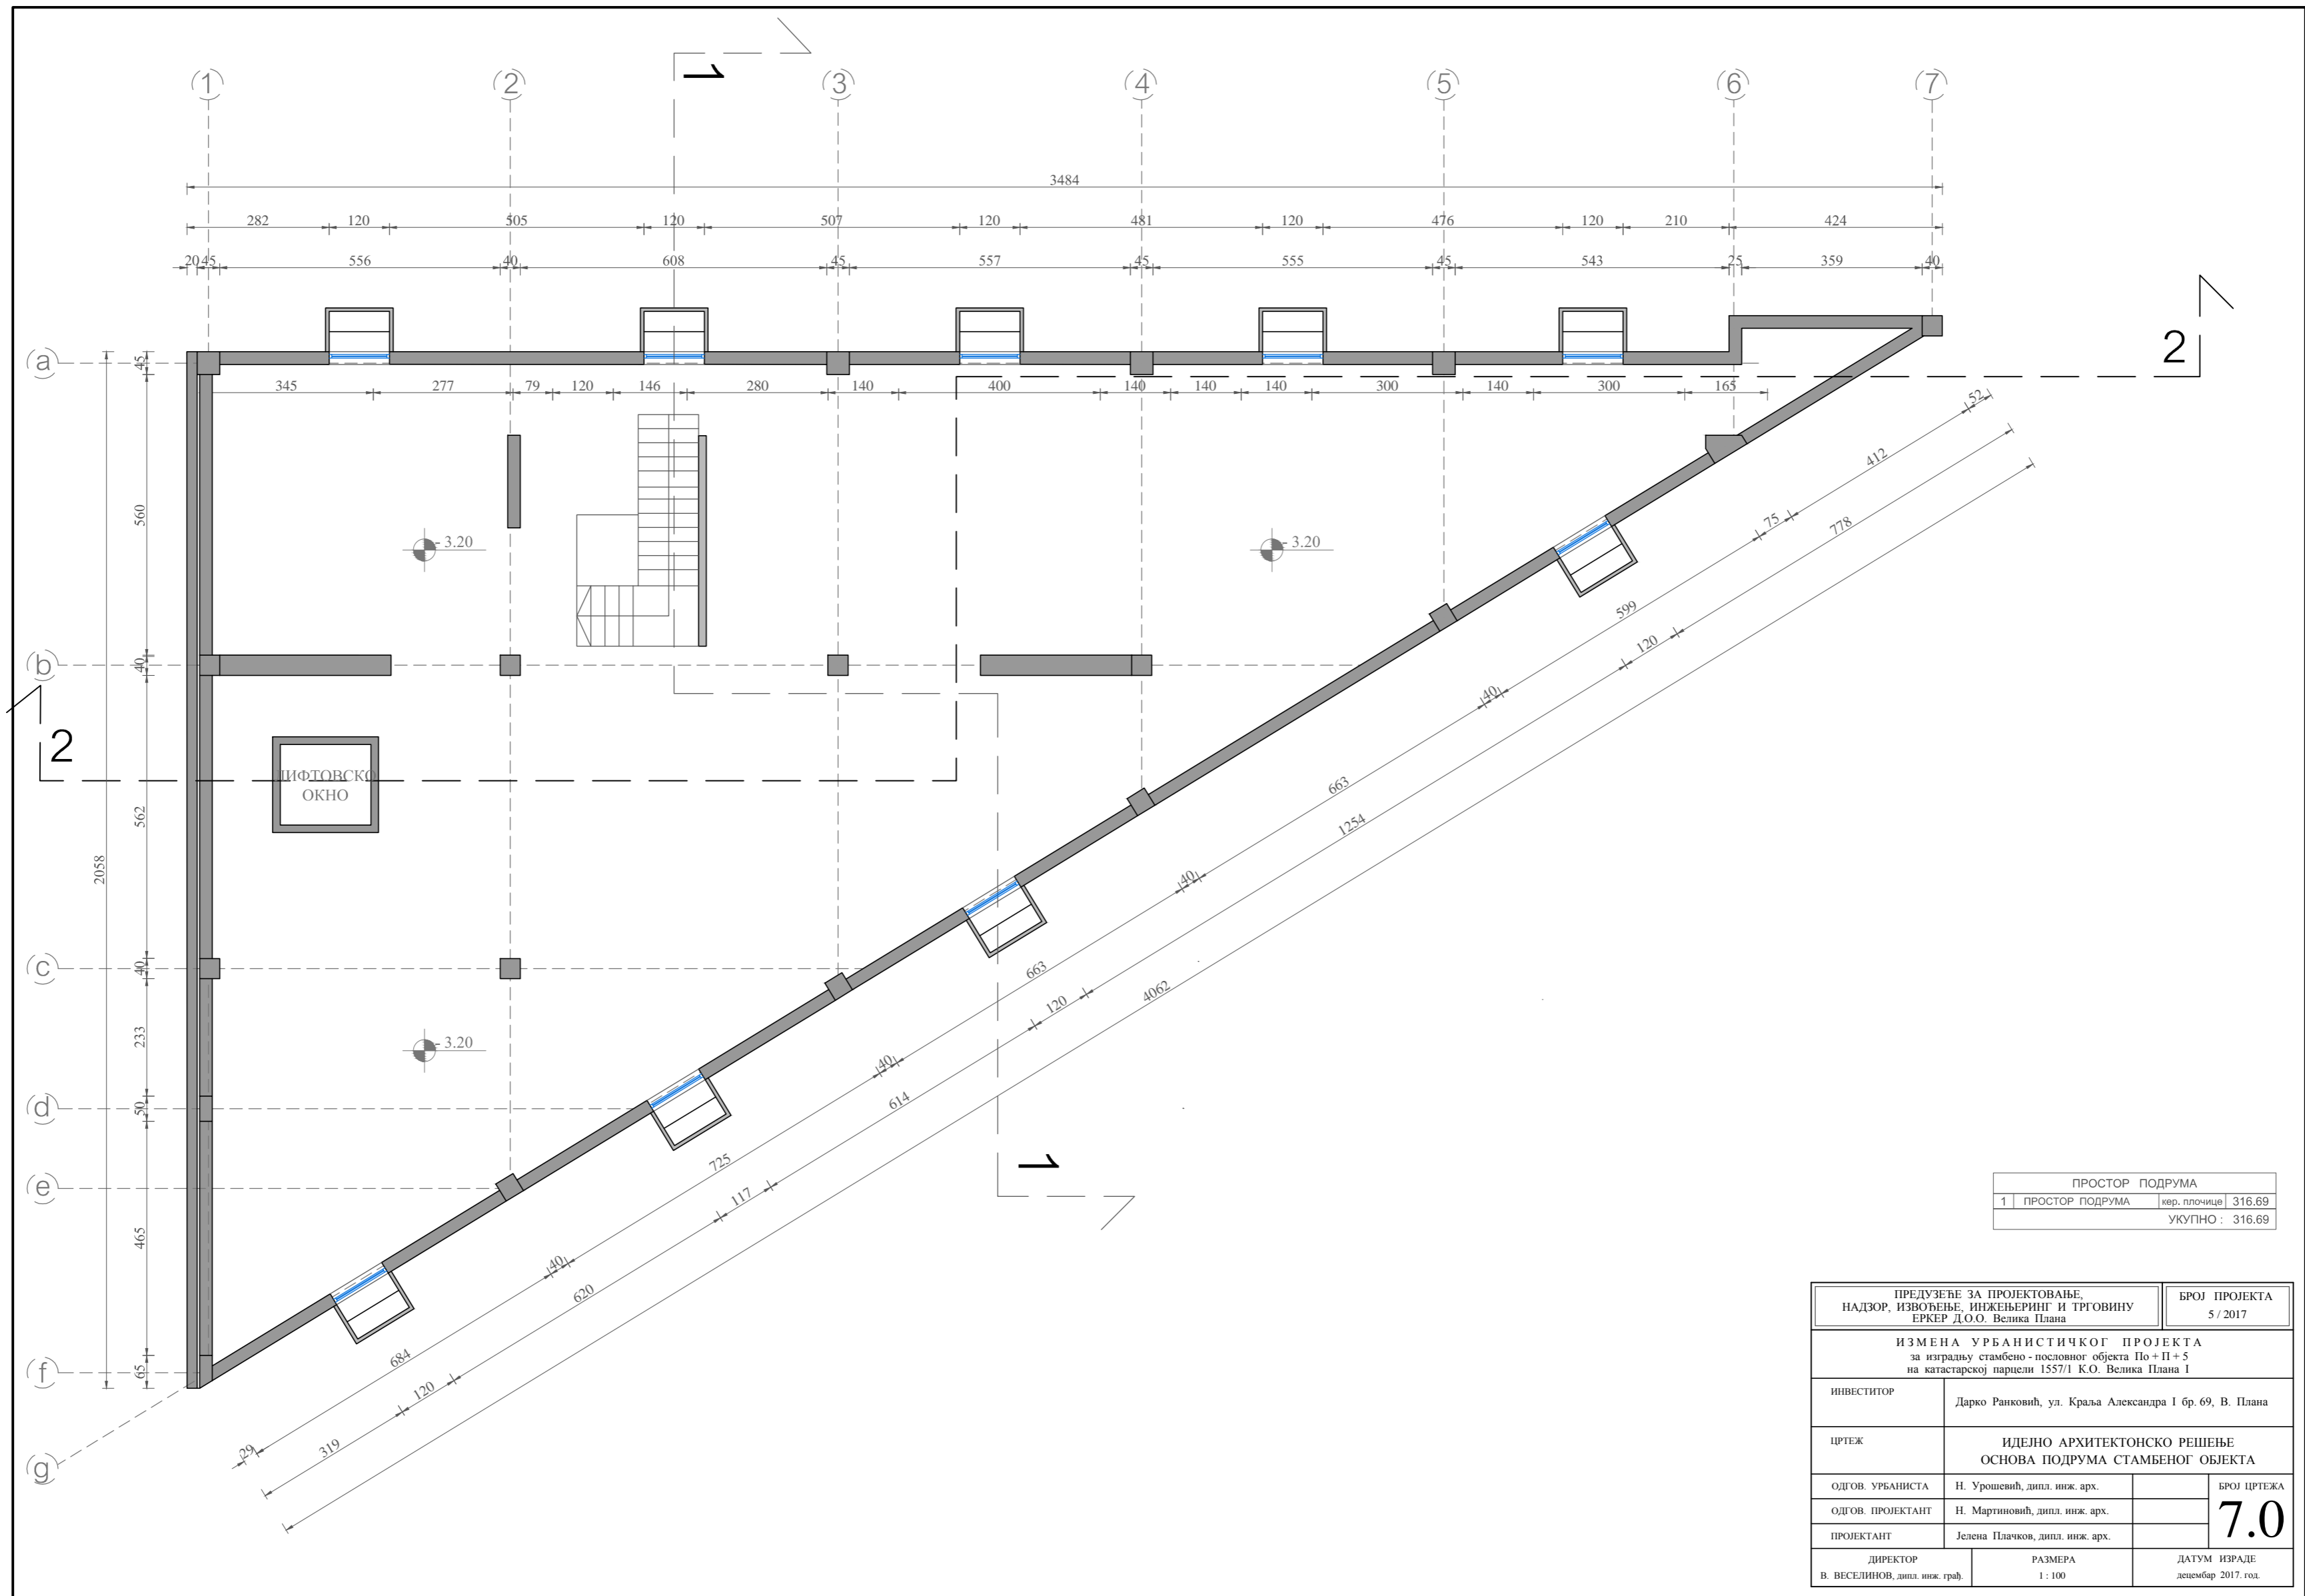 1
1 2 3 4 5 6 7
3484
282 120 505 120 507 120 481 120 476 120 210 424
20 45 556 40 608 45 557 45 555 45 543 25 359 40
2
a
45
345 277 79 120 146 280 140 400 140 140 140 300 140 300 165
52
412
75
778
560
- 3.20
- 3.20
599
120
b
40
40
2
ЛИФТОВСКО
ОКНО
663
1254
562
2058
40
663
4062
120
c
40
233
- 3.20
40
614
d
50
725
1
117
e
465
40
620
684
f
65
120
319
29
g
ПРОСТОР ПОДРУМА
1 ПРОСТОР ПОДРУМА кер. плочице 316.69
УКУПНО : 316.69
ПРЕДУЗЕЋЕ ЗА ПРОЈЕКТОВАЊЕ,
НАДЗОР, ИЗВОЂЕЊЕ, ИНЖЕЊЕРИНГ И ТРГОВИНУ
ЕРКЕР Д.О.О. Велика Плана
БРОЈ ПРОЈЕКТА
5 / 2017
ИЗМЕНА УРБАНИСТИЧКОГ ПРОЈЕКТА
за изградњу стамбено - пословног објекта По + П + 5
на катастарској парцели 1557/1 К.О. Велика Плана I
ИНВЕСТИТОР
Дарко Ранковић, ул. Краља Александра I бр. 69, В. Плана
ЦРТЕЖ
ИДЕЈНО АРХИТЕКТОНСКО РЕШЕЊЕ
ОСНОВА ПОДРУМА СТАМБЕНОГ ОБЈЕКТА
ОДГОВ. УРБАНИСТА Н. Урошевић, дипл. инж. арх.
БРОЈ ЦРТЕЖА
7.0
ОДГОВ. ПРОЈЕКТАНТ Н. Мартиновић, дипл. инж. арх.
ПРОЈЕКТАНТ Јелена Плачков, дипл. инж. арх.
ДИРЕКТОР
В. ВЕСЕЛИНОВ, дипл. инж. грађ.
РАЗМЕРА
1 : 100
ДАТУМ ИЗРАДЕ
децембар 2017. год.